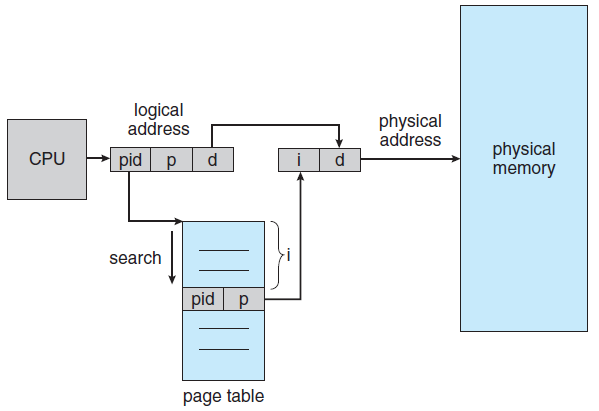 logical
address
CPU
pid p d
i d
physical
address
physical
memory
search
i
pid p
page table